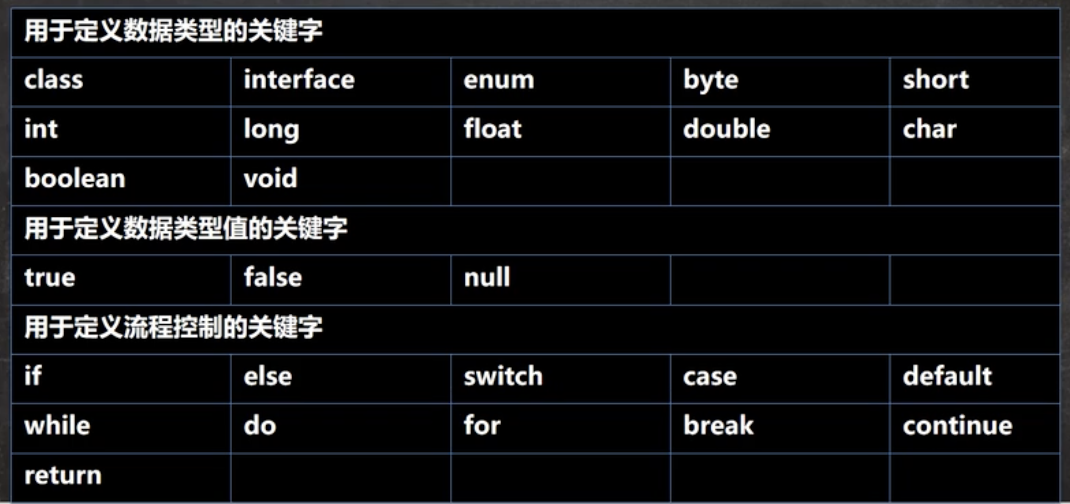 用于定义数据类型的关键字
class interface enum byte short
int long float double char
boolean void
用于定义数据类型值的关键字
true false null
用于定义流程控制的关键字
if else switch case default
while do for break continue
return